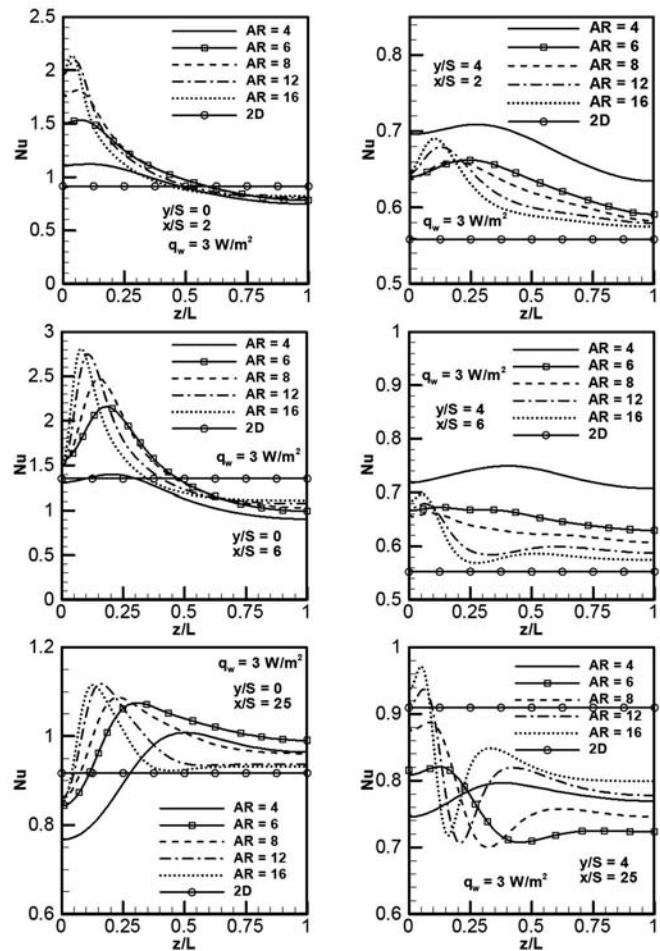 2.5
2
1.5
1
0.5
0
Nu
AR = 4
AR = 6
AR = 8
AR = 12
AR = 16
2D
y/S = 0
x/S = 2
q_w = 3 W/m²
0 0.25 0.5 0.75 1
z/L
0.8
0.7
0.6
0.5
Nu
AR = 4
AR = 6
AR = 8
AR = 12
AR = 16
2D
y/S = 4
x/S = 2
q_w = 3 W/m²
0 0.25 0.5 0.75 1
z/L
3
2.5
2
1.5
1
0.5
0
Nu
AR = 4
AR = 6
AR = 8
AR = 12
AR = 16
2D
q_w = 3 W/m²
y/S = 0
x/S = 6
0 0.25 0.5 0.75 1
z/L
1
0.9
0.8
0.7
0.6
0.5
Nu
AR = 4
AR = 6
AR = 8
AR = 12
AR = 16
2D
q_w = 3 W/m²
y/S = 4
x/S = 6
0 0.25 0.5 0.75 1
z/L
1.2
1
0.8
0.6
Nu
q_w = 3 W/m²
y/S = 0
x/S = 25
AR = 4
AR = 6
AR = 8
AR = 12
AR = 16
2D
0 0.25 0.5 0.75 1
z/L
1
0.9
0.8
0.7
0.6
Nu
AR = 4
AR = 6
AR = 8
AR = 12
AR = 16
2D
y/S = 4
x/S = 25
q_w = 3 W/m²
0 0.25 0.5 0.75 1
z/L